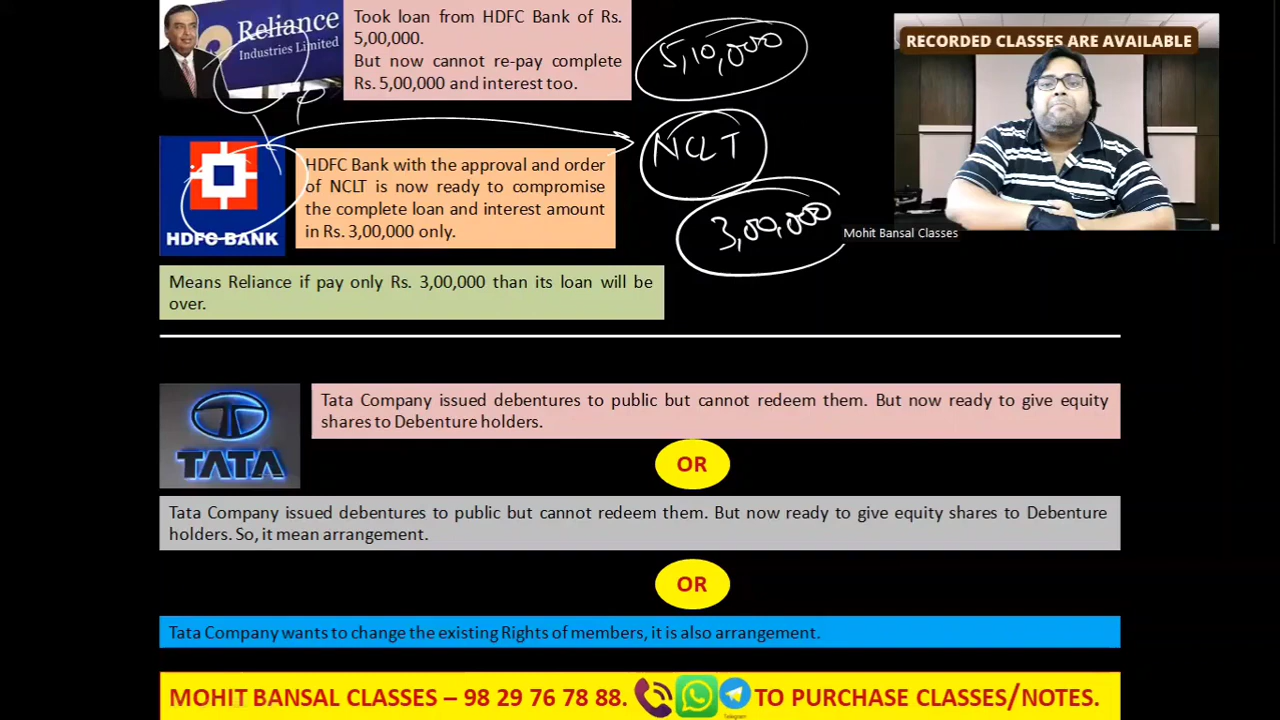 Reliance
Industries Limited
Took loan from HDFC Bank of Rs.
5,00,000.
But now cannot re-pay complete
Rs. 5,00,000 and interest too.
5,10,000
RECORDED CLASSES ARE AVAILABLE
HDFC BANK
HDFC Bank with the approval and order
of NCLT is now ready to compromise
the complete loan and interest amount
in Rs. 3,00,000 only.
NCLT
3,00,000
Mohit Bansal Classes
Means Reliance if pay only Rs. 3,00,000 than its loan will be
over.
TATA
Tata Company issued debentures to public but cannot redeem them. But now ready to give equity
shares to Debenture holders.
OR
Tata Company issued debentures to public but cannot redeem them. But now ready to give equity shares to Debenture
holders. So, it mean arrangement.
OR
Tata Company wants to change the existing Rights of members, it is also arrangement.
MOHIT BANSAL CLASSES – 98 29 76 78 88. TO PURCHASE CLASSES/NOTES.
Telegram